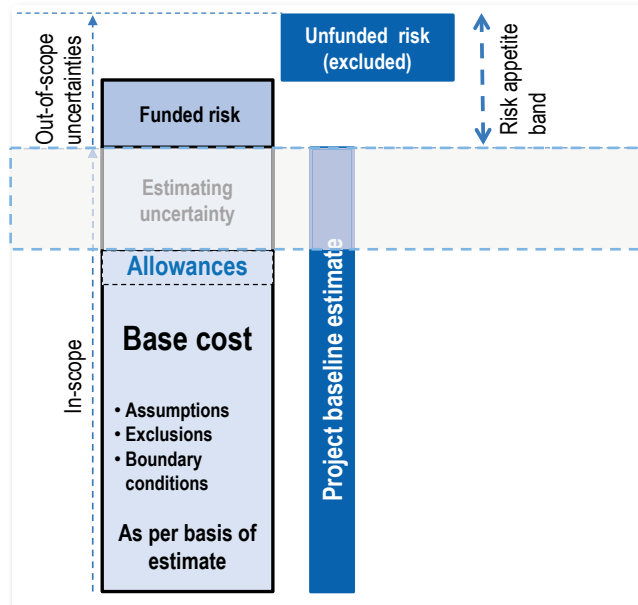 Out-of-scope
uncertainties
Unfunded risk
(excluded)
Risk appetite
band
Funded risk
Estimating
uncertainty
Allowances
In-scope
Base cost
• Assumptions
• Exclusions
• Boundary
conditions
As per basis of
estimate
Project baseline estimate